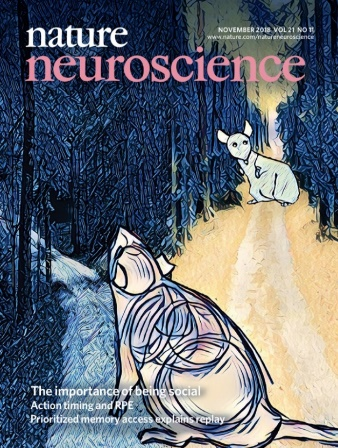 nature
neuroscience
NOVEMBER 2018 VOL 21 NO 11
www.nature.com/natureneuroscience
The importance of being social
Action timing and RPE
Prioritized memory access explains replay